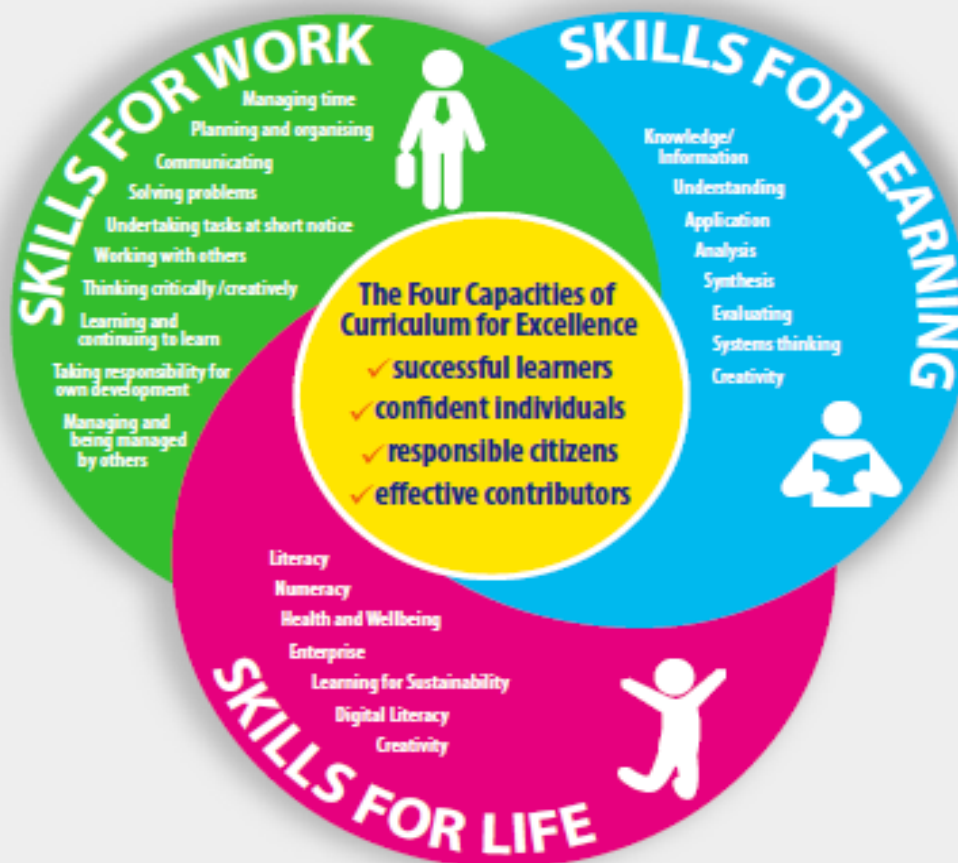 SKILLS FOR WORK
Managing time
Planning and organising
Communicating
Solving problems
Undertaking tasks at short notice
Working with others
Thinking critically/creatively
Learning and
continuing to learn
Taking responsibility for
own development
Managing and
being managed
by others
SKILLS FOR LEARNING
Knowledge/
Information
Understanding
Application
Analysis
Synthesis
Evaluating
Systems thinking
Creativity
The Four Capacities of
Curriculum for Excellence
✓ successful learners
✓ confident individuals
✓ responsible citizens
✓ effective contributors
Literacy
Numeracy
Health and Wellbeing
Enterprise
Learning for Sustainability
Digital Literacy
Creativity
SKILLS FOR LIFE